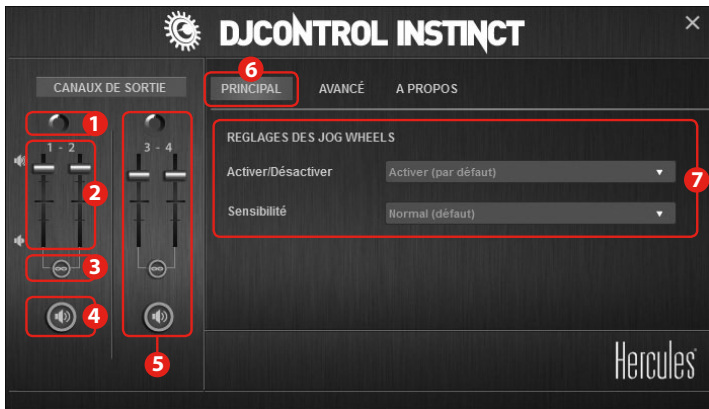 DJCONTROL INSTINCT
×
CANAUX DE SORTIE
6
PRINCIPAL
AVANCÉ
A PROPOS
1
1 - 2
3 - 4
2
3
4
5
REGLAGES DES JOG WHEELS
Activer/Désactiver
Activer (par défaut)
7
Sensibilité
Normal (défaut)
Hercules